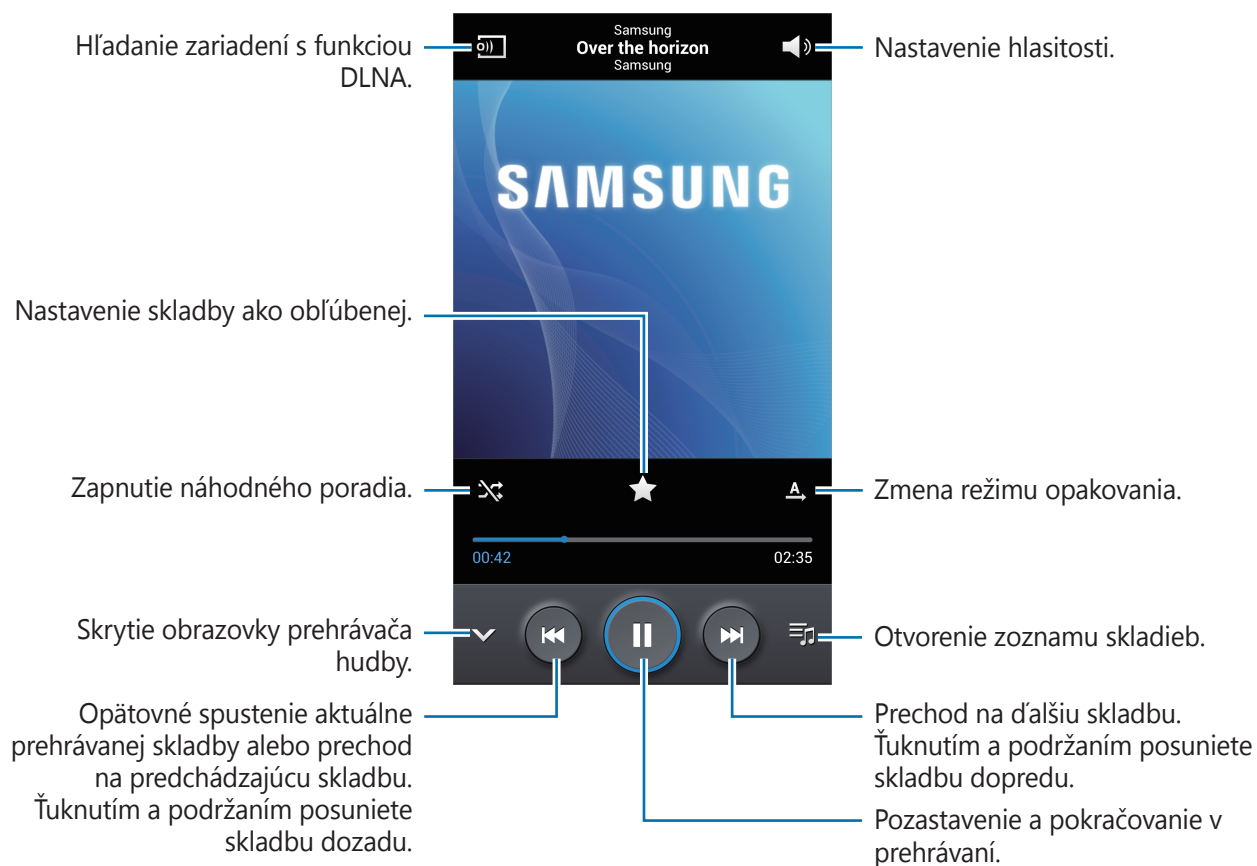 Hľadanie zariadení s funkciou
DLNA.
Samsung
Over the horizon
Samsung
Nastavenie hlasitosti.
SAMSUNG
Nastavenie skladby ako obľúbenej.
Zapnutie náhodného poradia.
A
Zmena režimu opakovania.
00:42
02:35
Skrytie obrazovky prehrávača
hudby.
Otvorenie zoznamu skladieb.
Opätovné spustenie aktuálne
prehrávanej skladby alebo prechod
na predchádzajúcu skladbu.
Ťuknutím a podržaním posuniete
skladbu dozadu.
Prechod na ďalšiu skladbu.
Ťuknutím a podržaním posuniete
skladbu dopredu.
Pozastavenie a pokračovanie v
prehrávaní.